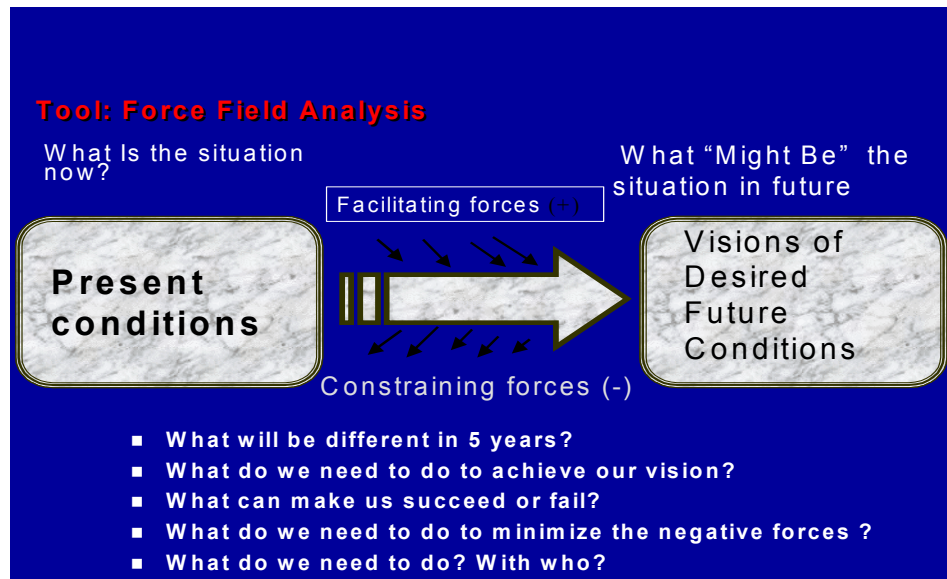 Tool: Force Field Analysis
What Is the situation
now?
What “Might Be” the
situation in future
Facilitating forces (+)
Present
conditions
Visions of
Desired
Future
Conditions
Constraining forces (-)
■ What will be different in 5 years?
■ What do we need to do to achieve our vision?
■ What can make us succeed or fail?
■ What do we need to do to minimize the negative forces ?
■ What do we need to do? With who?